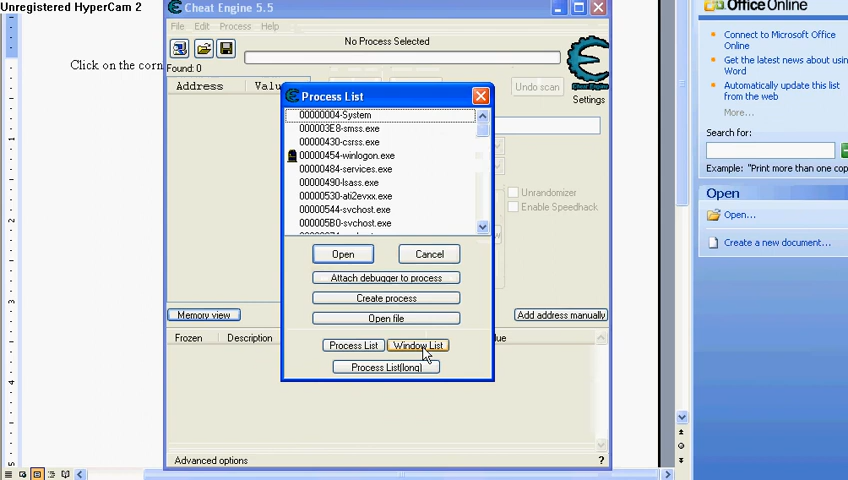 Unregistered HyperCam 2
Cheat Engine 5.5
File Edit Process Help
No Process Selected
Found: 0
Address
Undo scan
Settings
Click on the corn
Process List
00000004-System
000003E8-smss.exe
00000430-csrss.exe
00000454-winlogon.exe
00000484-services.exe
00000490-lsass.exe
00000530-ati2evxx.exe
00000544-svchost.exe
000005B0-svchost.exe
Open
Cancel
Attach debugger to process
Create process
Open file
Process List
Window List
Process List(long)
Unrandomizer
Enable Speedhack
Memory view
Add address manually
Frozen Description
Advanced options
?
Office Online
Connect to Microsoft Office
Online
Get the latest news about usin
Word
Automatically update this list
from the web
More...
Search for:
Example: "Print more than one cop
Open
Open...
Create a new document...